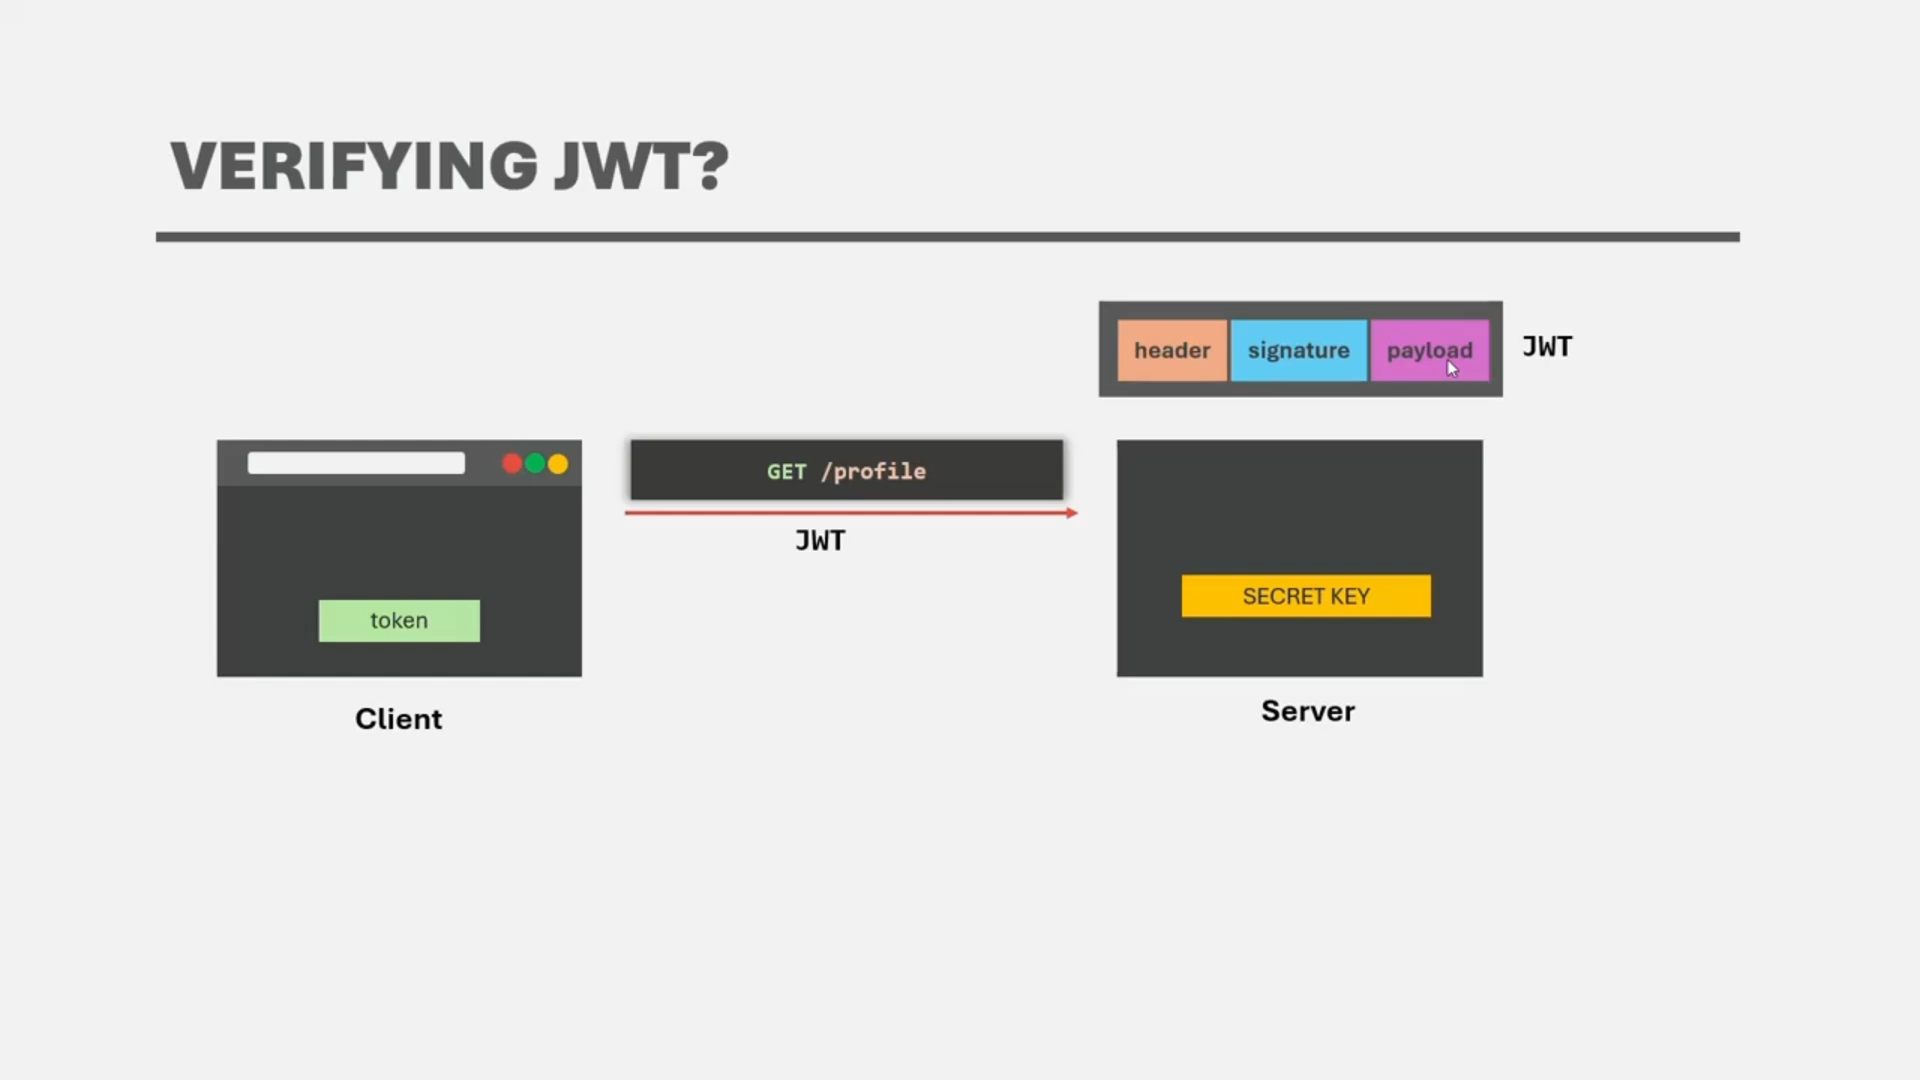 VERIFYING JWT?
header signature payload JWT
GET /profile
JWT
token
SECRET KEY
Client
Server